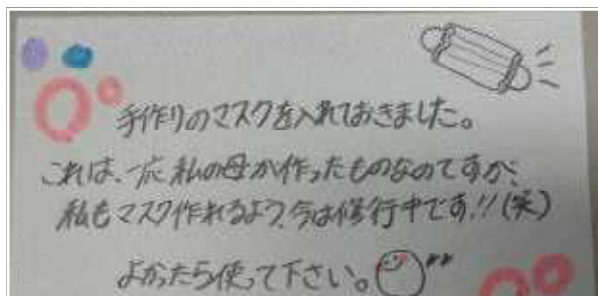 手作りのマスクを入れておきました。
これは、一応 私の母が作ったものなのですが、
私もマスク作れるよう、今は修行中です!!(笑)
よかったら使って下さい。